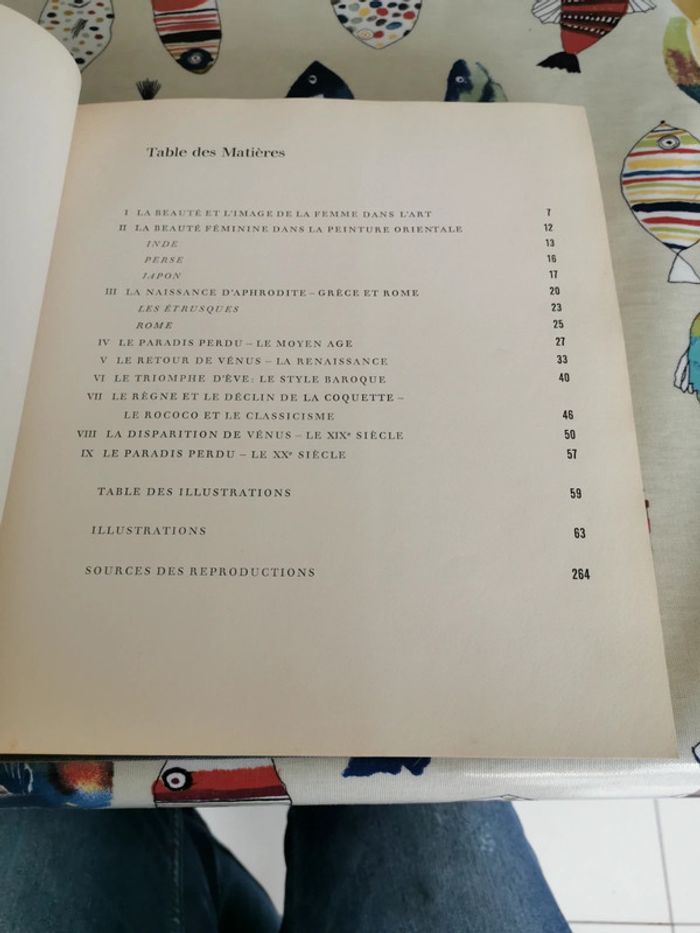 Table des Matières
I LA BEAUTÉ ET L'IMAGE DE LA FEMME DANS L'ART 7
II LA BEAUTÉ FÉMININE DANS LA PEINTURE ORIENTALE 12
INDE 13
PERSE 16
JAPON 17
III LA NAISSANCE D'APHRODITE – GRÈCE ET ROME 20
LES ÉTRUSQUES 23
ROME 25
IV LE PARADIS PERDU – LE MOYEN AGE 27
V LE RETOUR DE VÉNUS – LA RENAISSANCE 33
VI LE TRIOMPHE D'ÈVE: LE STYLE BAROQUE 40
VII LE RÈGNE ET LE DÉCLIN DE LA COQUETTE –
LE ROCOCO ET LE CLASSICISME 46
VIII LA DISPARITION DE VÉNUS – LE XIXe SIÈCLE 50
IX LE PARADIS PERDU – LE XXe SIÈCLE 57
TABLE DES ILLUSTRATIONS 59
ILLUSTRATIONS 63
SOURCES DES REPRODUCTIONS 264